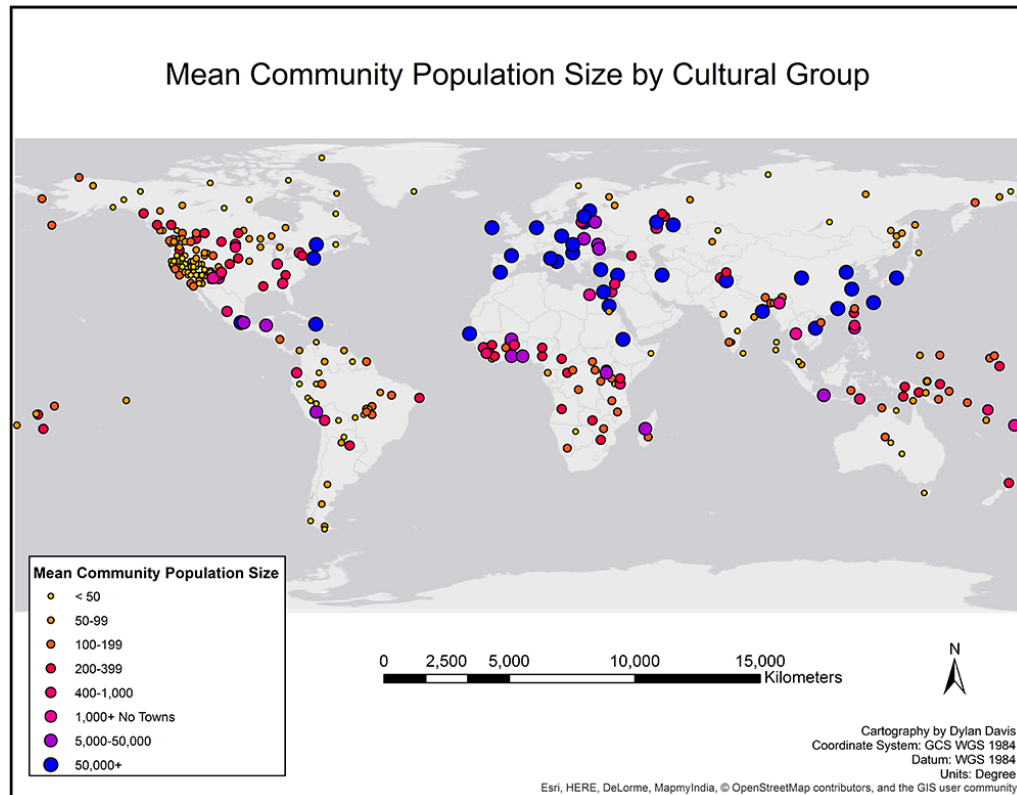 Mean Community Population Size by Cultural Group
Mean Community Population Size
< 50
50-99
100-199
200-399
400-1,000
1,000+ No Towns
5,000-50,000
50,000+
0 2,500 5,000 10,000 15,000
Kilometers
N
Cartography by Dylan Davis
Coordinate System: GCS WGS 1984
Datum: WGS 1984
Units: Degree
Esri, HERE, DeLorme, MapmyIndia, © OpenStreetMap contributors, and the GIS user community